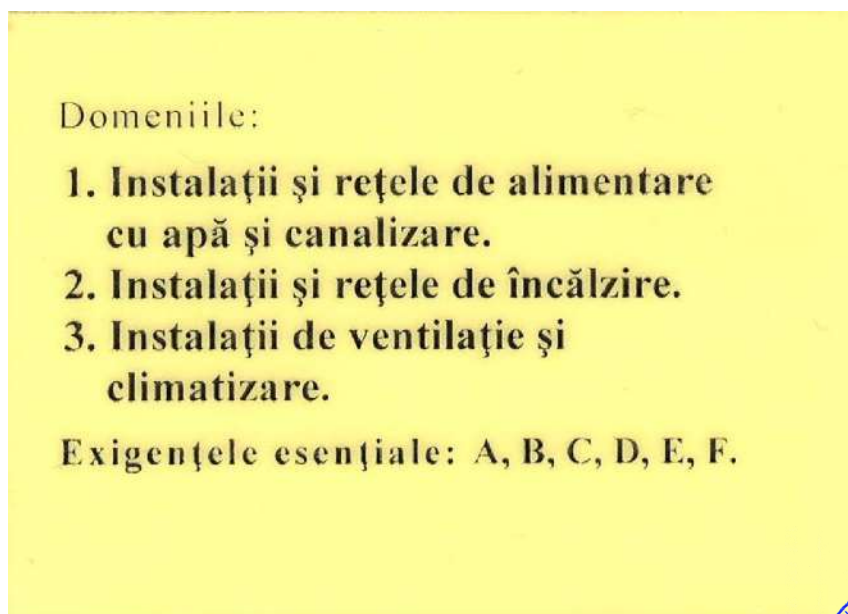 Domeniile:
1. Instalaţii şi reţele de alimentare
cu apă şi canalizare.
2. Instalaţii şi reţele de încălzire.
3. Instalaţii de ventilaţie şi
climatizare.
Exigenţele esenţiale: A, B, C, D, E, F.